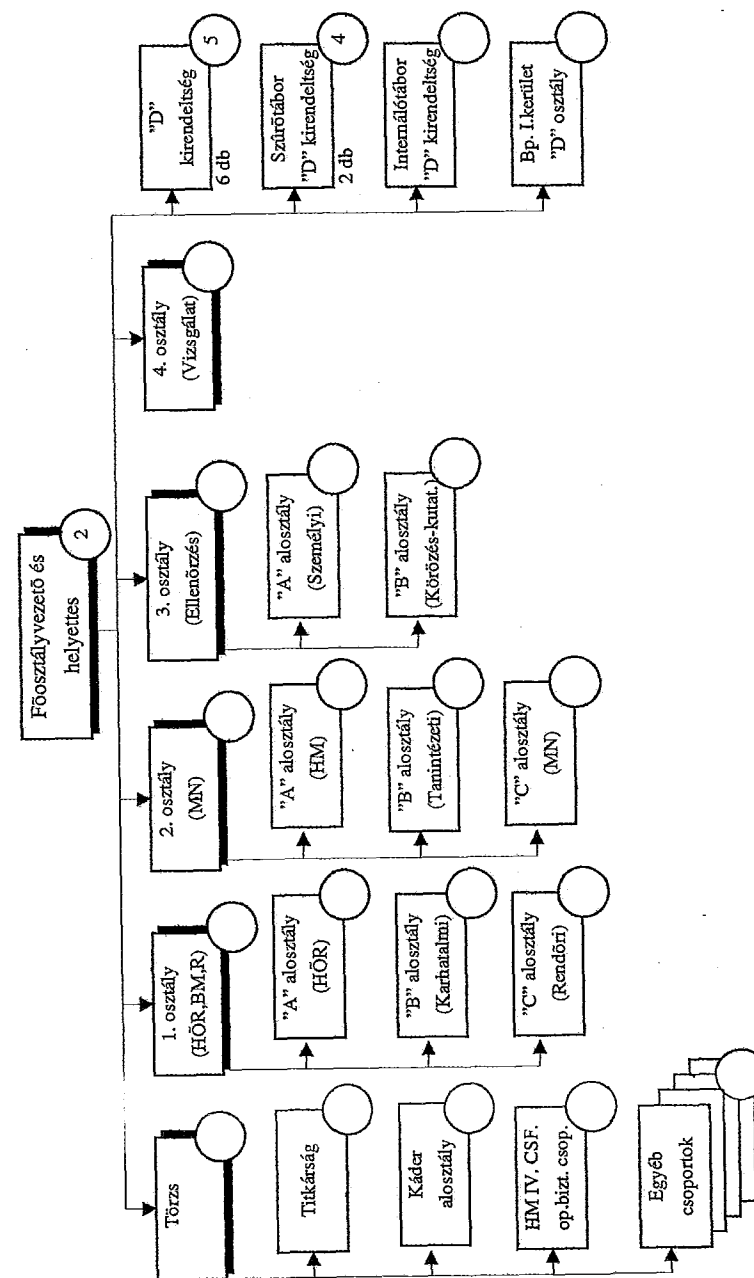 Főosztályvezető és
helyettes
2
Törzs
Titkárság
Káder
alosztály
HM IV. CSF.
op.bizt. csop.
Egyéb
csoportok
1. osztály
(HŐR,BM,R)
"A" alosztály
(HŐR)
"B" alosztály
(Karhatalmi)
"C" alosztály
(Rendőri)
2. osztály
(MN)
"A" alosztály
(HM)
"B" alosztály
(Tanintézeti)
"C" alosztály
(MN)
3. osztály
(Ellenőrzés)
"A" alosztály
(Személyi)
"B" alosztály
(Körözés-kutat.)
4. osztály
(Vizsgálat)
"D"
kirendeltség
5
6 db
Szűrőtábor
"D" kirendeltség
4
2 db
Internálótábor
"D" kirendeltség
Bp. I.kerület
"D" osztály